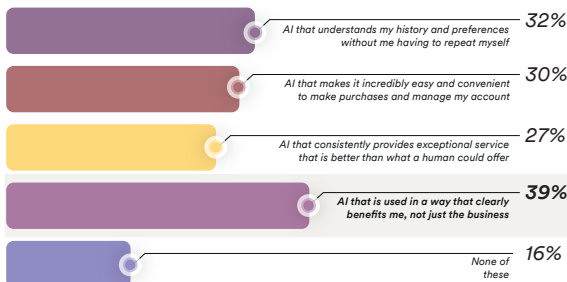 32%
AI that understands my history and preferences
without me having to repeat myself
30%
AI that makes it incredibly easy and convenient
to make purchases and manage my account
27%
AI that consistently provides exceptional service
that is better than what a human could offer
39%
AI that is used in a way that clearly
benefits me, not just the business
16%
None of
these